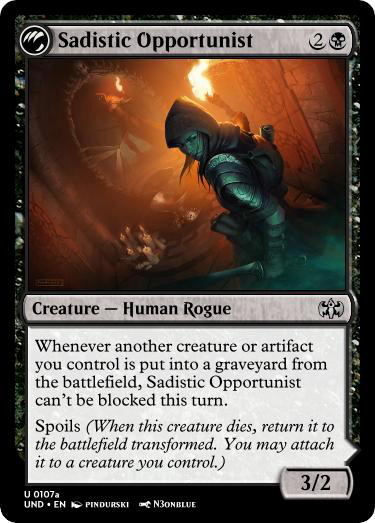 Sadistic Opportunist 2
Creature — Human Rogue
Whenever another creature or artifact
you control is put into a graveyard from
the battlefield, Sadistic Opportunist
can't be blocked this turn.
Spoils (When this creature dies, return it to
the battlefield transformed. You may attach
it to a creature you control.)
3/2
U 0107a
UND • EN PINDURSKI N3ONBLUE